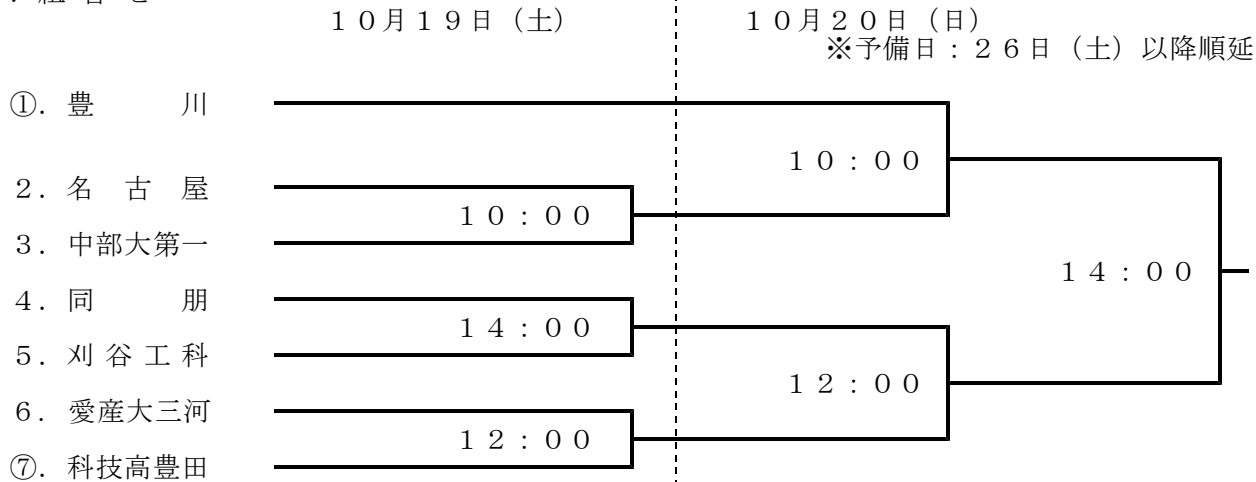 １０月１９日（土）
１０月２０日（日）
※予備日：２６日（土）以降順延
①．豊　　川
１０：００
２．名　古　屋
１０：００
３．中部大第一
１４：００
４．同　　朋
１４：００
５．刈 谷 工 科
１２：００
６．愛産大三河
１２：００
⑦．科技高豊田